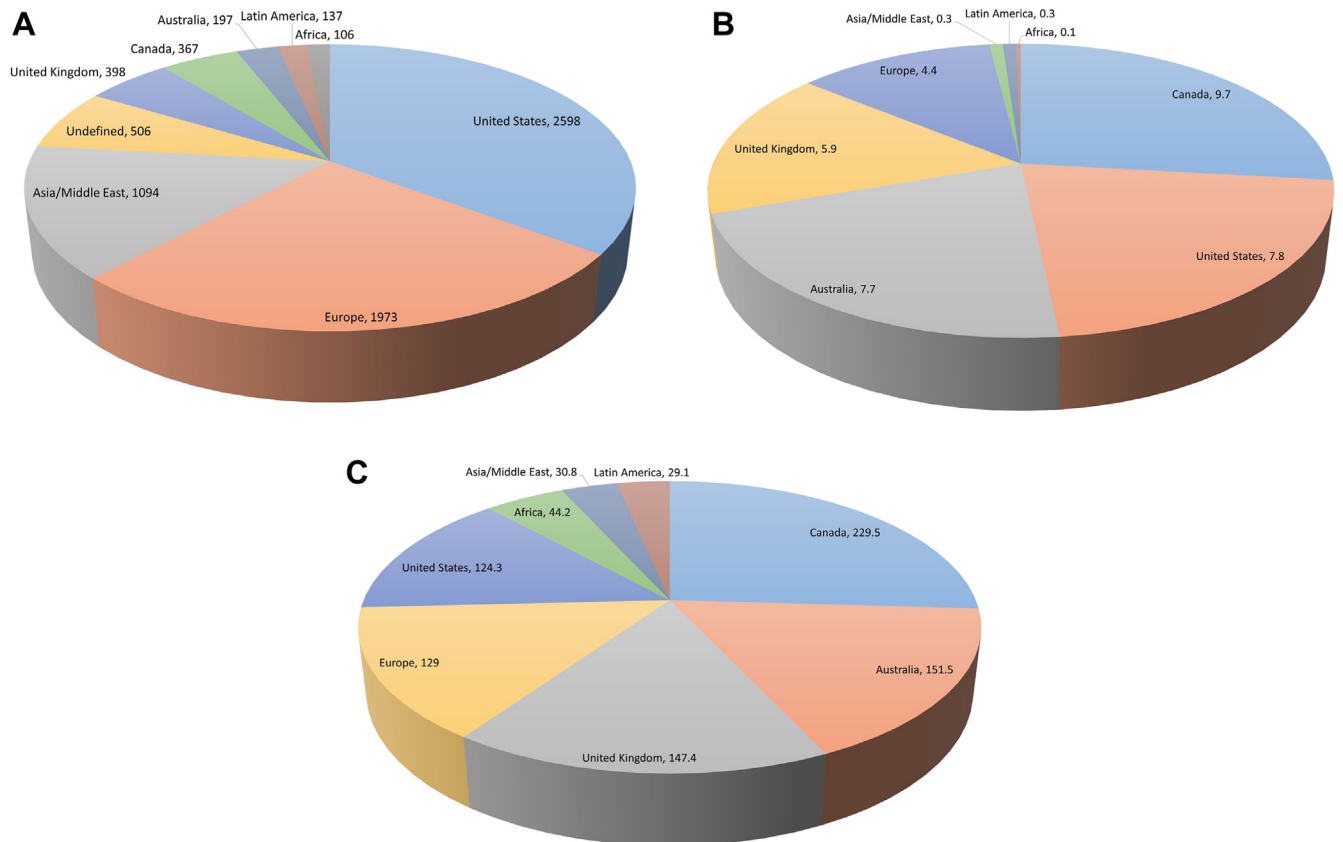 A
Australia, 197
Latin America, 137
Africa, 106
Canada, 367
United Kingdom, 398
Undefined, 506
United States, 2598
Asia/Middle East, 1094
Europe, 1973
B
Asia/Middle East, 0.3
Latin America, 0.3
Africa, 0.1
Europe, 4.4
Canada, 9.7
United Kingdom, 5.9
United States, 7.8
Australia, 7.7
C
Asia/Middle East, 30.8
Latin America, 29.1
Africa, 44.2
Canada, 229.5
United States, 124.3
Europe, 129
Australia, 151.5
United Kingdom, 147.4